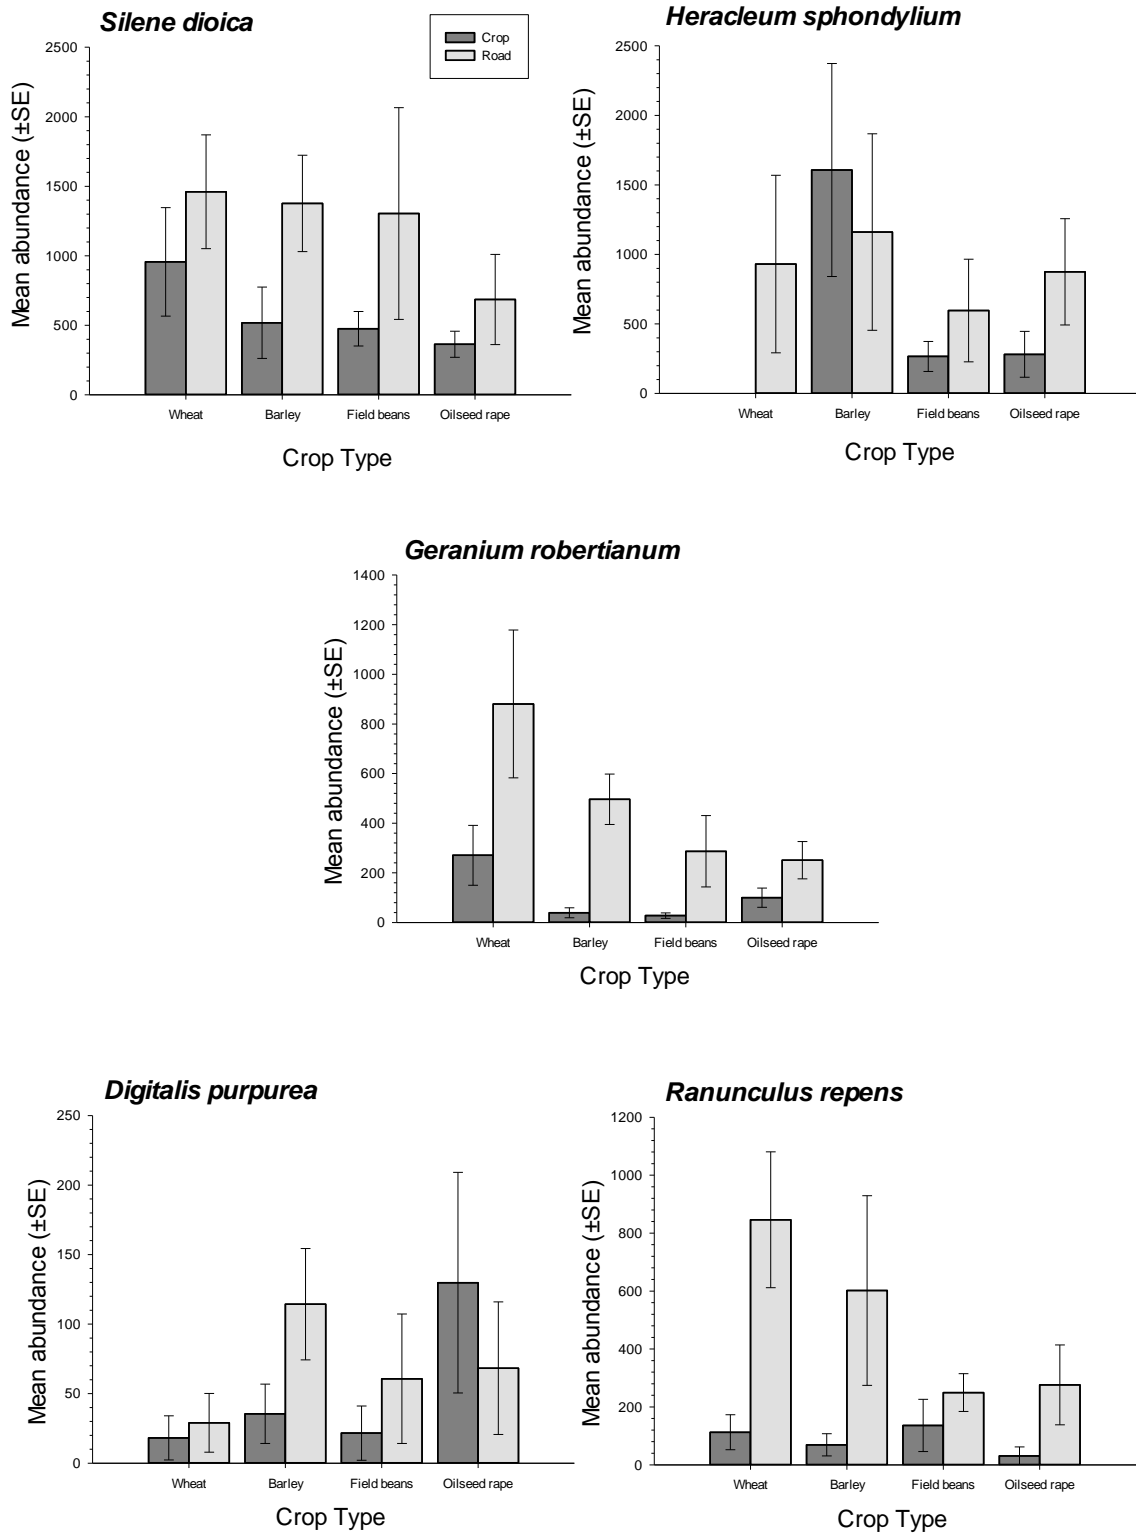 Silene dioica
Crop
Road
Mean abundance (±SE)
2500
2000
1500
1000
500
0
Wheat Barley Field beans Oilseed rape
Crop Type
Heracleum sphondylium
Mean abundance (±SE)
2500
2000
1500
1000
500
0
Wheat Barley Field beans Oilseed rape
Crop Type
Geranium robertianum
Mean abundance (±SE)
1400
1200
1000
800
600
400
200
0
Wheat Barley Field beans Oilseed rape
Crop Type
Digitalis purpurea
Mean abundance (±SE)
250
200
150
100
50
0
Wheat Barley Field beans Oilseed rape
Crop Type
Ranunculus repens
Mean abundance (±SE)
1200
1000
800
600
400
200
0
Wheat Barley Field beans Oilseed rape
Crop Type